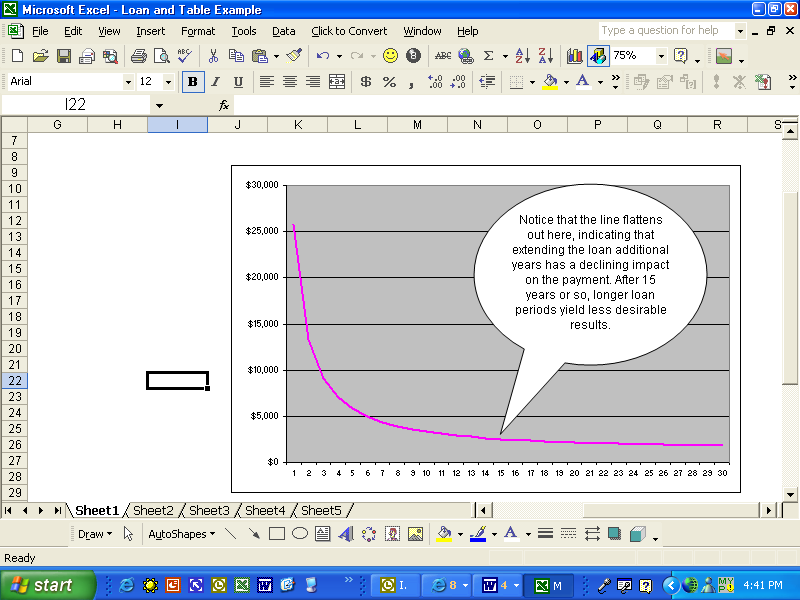 Microsoft Excel - Loan and Table Example
File Edit View Insert Format Tools Data Click to Convert Window Help
Type a question for help
ABC Σ 75%
Arial 12 B I U $ % ,
I22 fx
G H I J K L M N O P Q R S
7
8
9
10
11
12
13
14
15
16
17
18
19
20
21
22
23
24
25
26
27
28
29
$30,000
$25,000
$20,000
$15,000
$10,000
$5,000
$0
Notice that the line flattens
out here, indicating that
extending the loan additional
years has a declining impact
on the payment. After 15
years or so, longer loan
periods yield less desirable
results.
1 2 3 4 5 6 7 8 9 10 11 12 13 14 15 16 17 18 19 20 21 22 23 24 25 26 27 28 29 30
Sheet1 Sheet2 Sheet3 Sheet4 Sheet5
Draw AutoShapes
Ready
start I. 8 4 M 4:41 PM